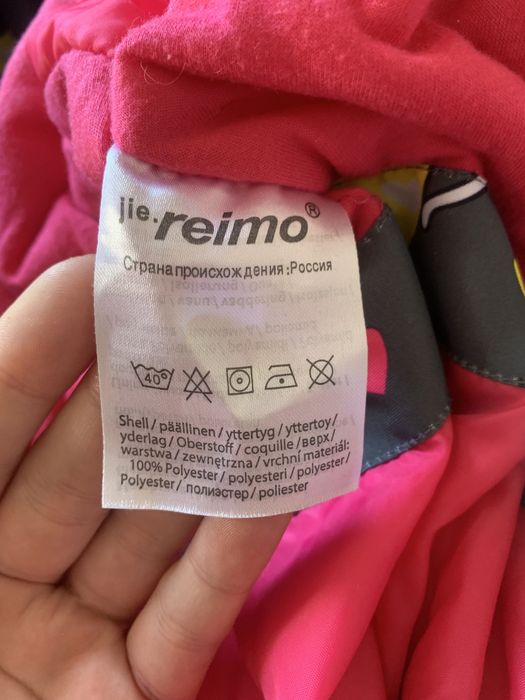 jie.reimo®
Страна происхождения :Россия
40°
Shell / päällinen / yttertyg / yttertoy/
yderlag / Oberstoff / coquille /верх/
warstwa / zewnętrzna / vrchní materiál:
100% Polyester / polyesteri / polyester /
Polyester / полиэстер / poliester